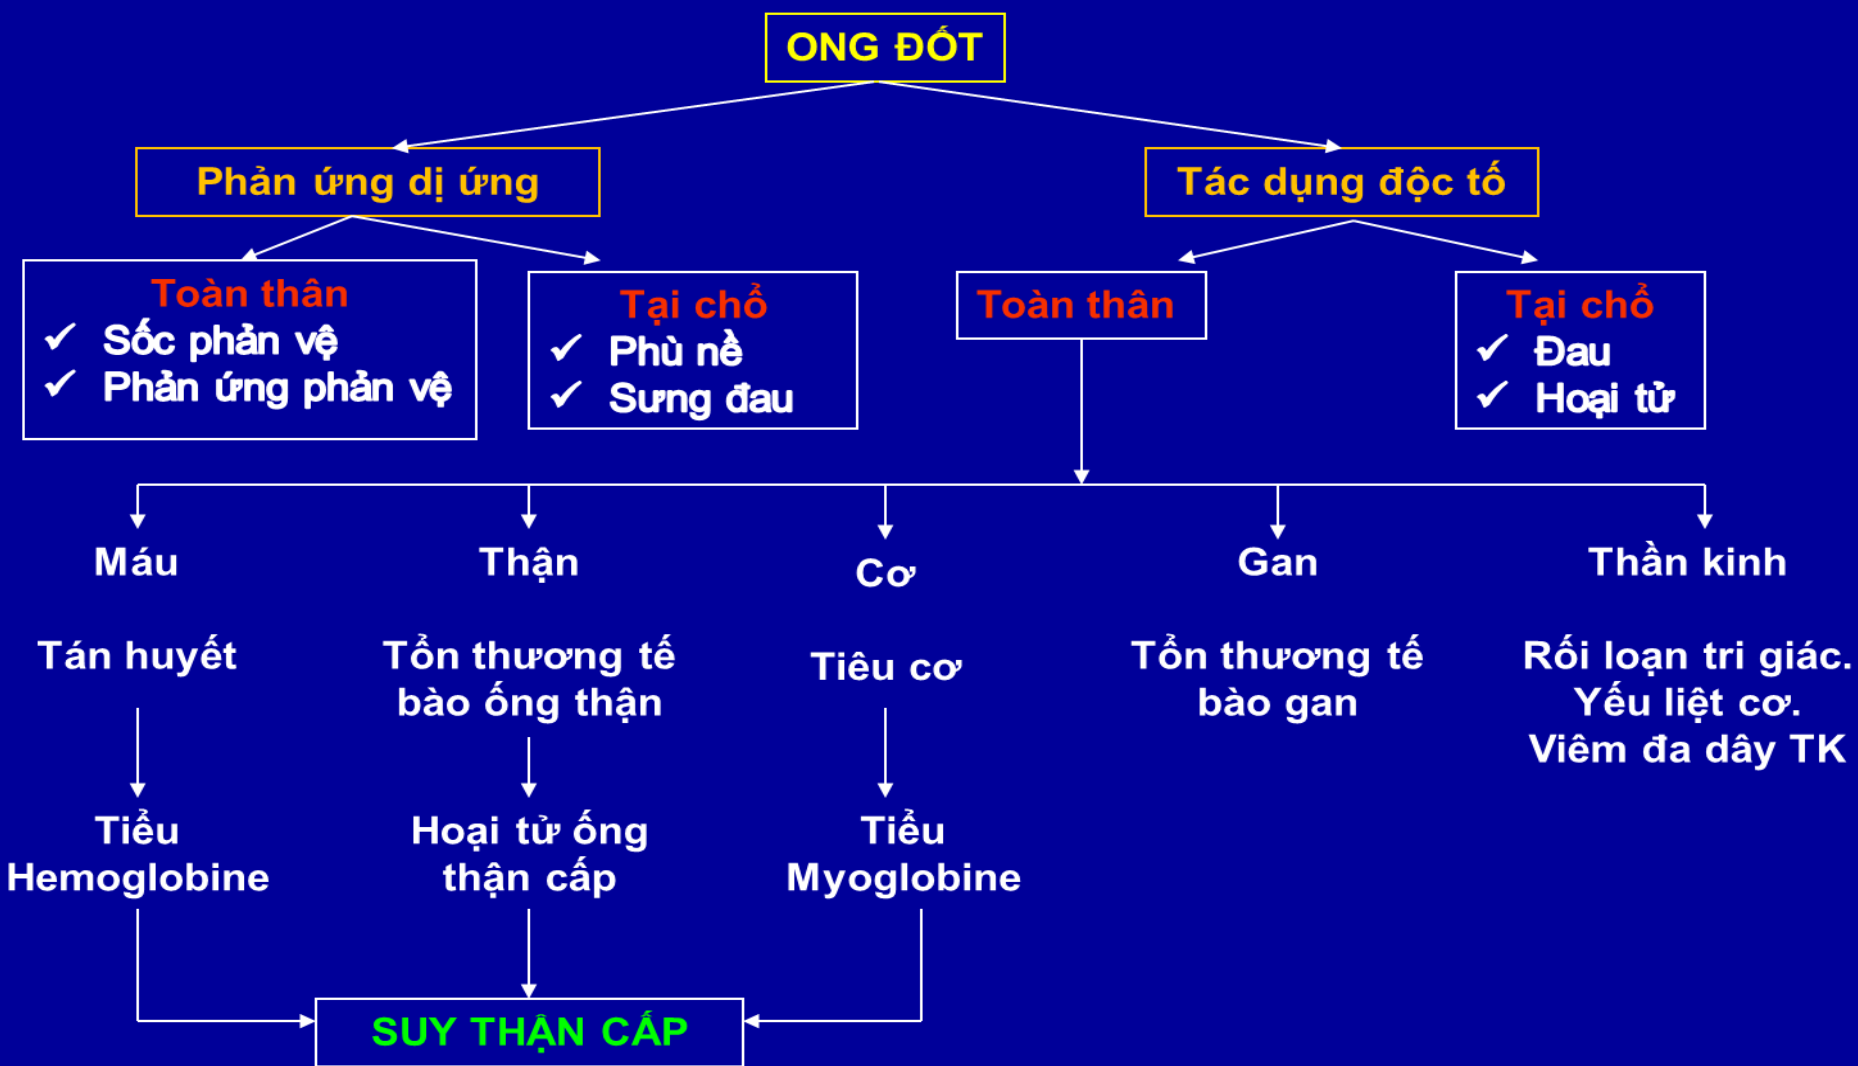 ONG ĐỐT
Phản ứng dị ứng
Tác dụng độc tố
Toàn thân
✓ Sốc phản vệ
✓ Phản ứng phản vệ
Tại chổ
✓ Phù nề
✓ Sưng đau
Toàn thân
Tại chổ
✓ Đau
✓ Hoại tử
Máu
Thận
Cơ
Gan
Thần kinh
Tán huyết
Tổn thương tế
bào ống thận
Tiêu cơ
Tổn thương tế
bào gan
Rối loạn tri giác.
Yếu liệt cơ.
Viêm đa dây TK
Tiểu
Hemoglobine
Hoại tử ống
thận cấp
Tiểu
Myoglobine
SUY THẬN CẤP